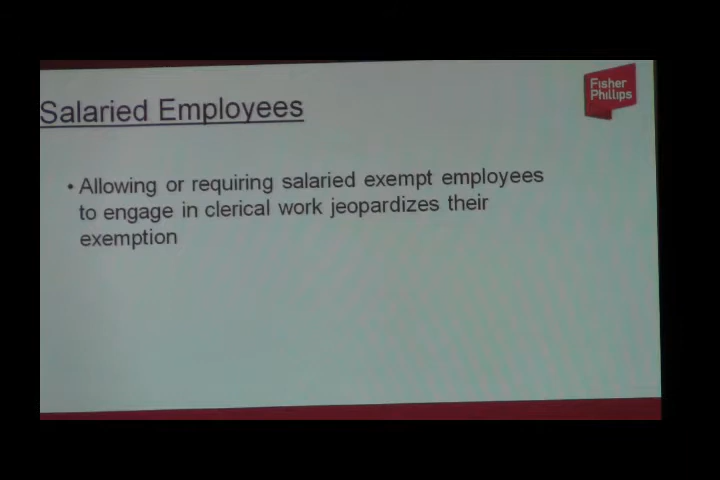 Fisher
Phillips
Salaried Employees
• Allowing or requiring salaried exempt employees
to engage in clerical work jeopardizes their
exemption